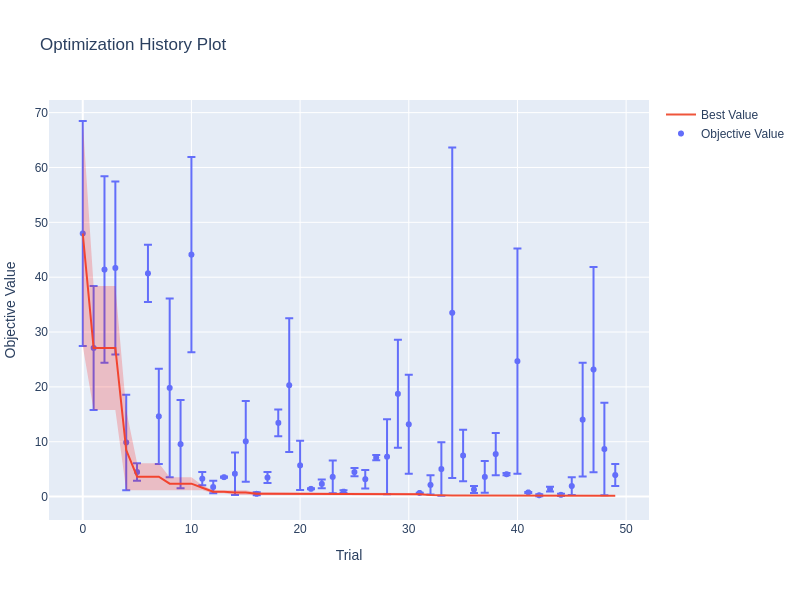 Optimization History Plot
Best Value
Objective Value
70
60
50
40
30
20
10
0
Objective Value
0 10 20 30 40 50
Trial